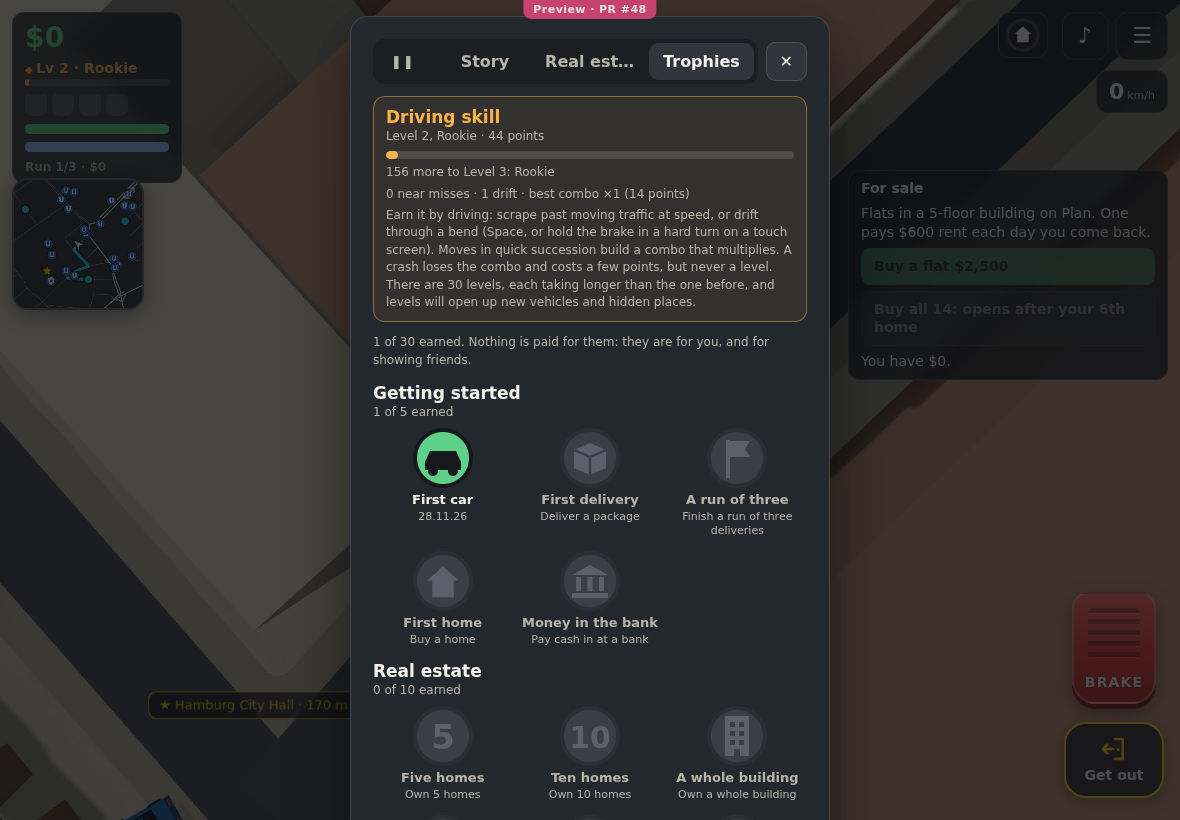 Preview · PR #48
$0
Lv 2 · Rookie
Run 1/3 · $0
Story
Real est…
Trophies
0 km/h
Driving skill
Level 2, Rookie · 44 points
156 more to Level 3: Rookie
0 near misses · 1 drift · best combo ×1 (14 points)
Earn it by driving: scrape past moving traffic at speed, or drift
through a bend (Space, or hold the brake in a hard turn on a touch
screen). Moves in quick succession build a combo that multiplies. A
crash loses the combo and costs a few points, but never a level.
There are 30 levels, each taking longer than the one before, and
levels will open up new vehicles and hidden places.
1 of 30 earned. Nothing is paid for them: they are for you, and for
showing friends.
Getting started
1 of 5 earned
First car
28.11.26
First delivery
Deliver a package
A run of three
Finish a run of three
deliveries
First home
Buy a home
Money in the bank
Pay cash in at a bank
Real estate
0 of 10 earned
5
Five homes
Own 5 homes
10
Ten homes
Own 10 homes
A whole building
Own a whole building
For sale
Flats in a 5-floor building on Plan. One
pays $600 rent each day you come back.
Buy a flat $2,500
Buy all 14: opens after your 6th
home
You have $0.
★ Hamburg City Hall · 170 m
BRAKE
Get out